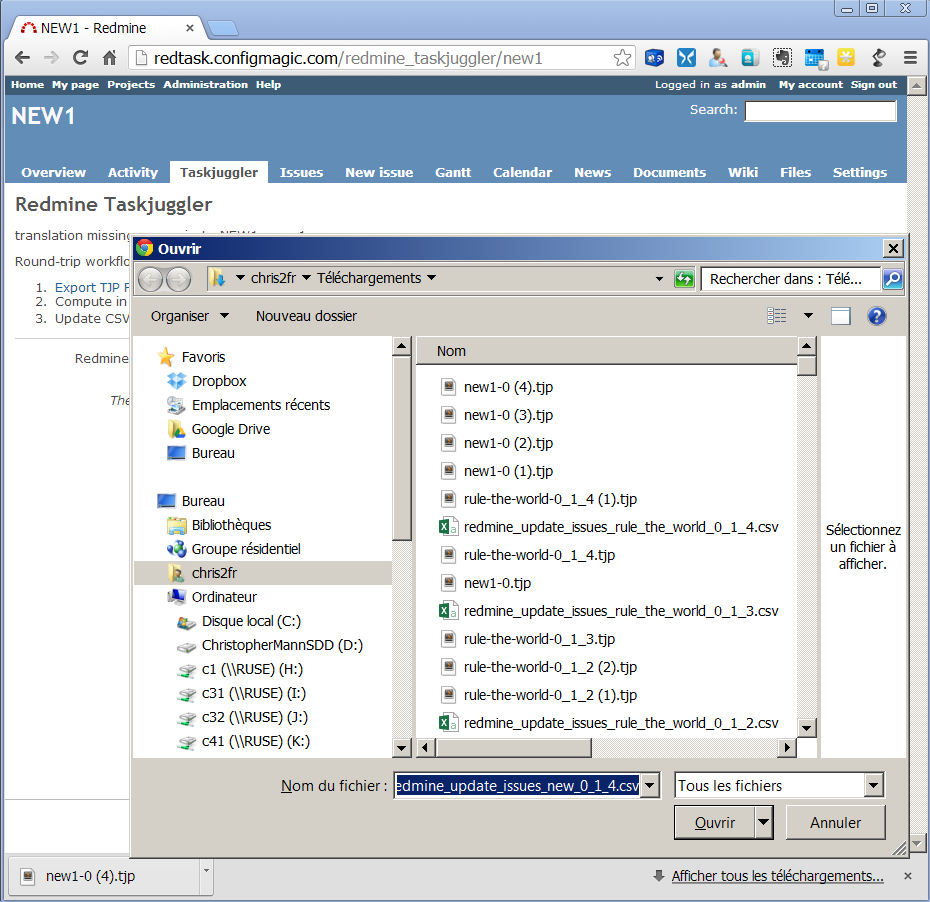 NEW1 - Redmine
redtask.configmagic.com/redmine_taskjuggler/new1
Home My page Projects Administration Help
Logged in as admin My account Sign out
NEW1
Search:
Overview Activity Taskjuggler Issues New issue Gantt Calendar News Documents Wiki Files Settings
Redmine Taskjuggler
translation missing
Round-trip workflo
1. Export TJP F
2. Compute in
3. Update CSV
Redmine
The
Ouvrir
chris2fr Téléchargements
Rechercher dans : Télé...
Organiser Nouveau dossier
Favoris
Dropbox
Emplacements récents
Google Drive
Bureau
Bureau
Bibliothèques
Groupe résidentiel
chris2fr
Ordinateur
Disque local (C:)
ChristopherMannSDD (D:)
c1 (\\RUSE) (H:)
c31 (\\RUSE) (I:)
c32 (\\RUSE) (J:)
c41 (\\RUSE) (K:)
Nom
new1-0 (4).tjp
new1-0 (3).tjp
new1-0 (2).tjp
new1-0 (1).tjp
rule-the-world-0_1_4 (1).tjp
redmine_update_issues_rule_the_world_0_1_4.csv
rule-the-world-0_1_4.tjp
new1-0.tjp
redmine_update_issues_rule_the_world_0_1_3.csv
rule-the-world-0_1_3.tjp
rule-the-world-0_1_2 (2).tjp
rule-the-world-0_1_2 (1).tjp
redmine_update_issues_rule_the_world_0_1_2.csv
Sélectionnez
un fichier à
afficher.
Nom du fichier : edmine_update_issues_new_0_1_4.csv
Tous les fichiers
Ouvrir Annuler
new1-0 (4).tjp
Afficher tous les téléchargements...